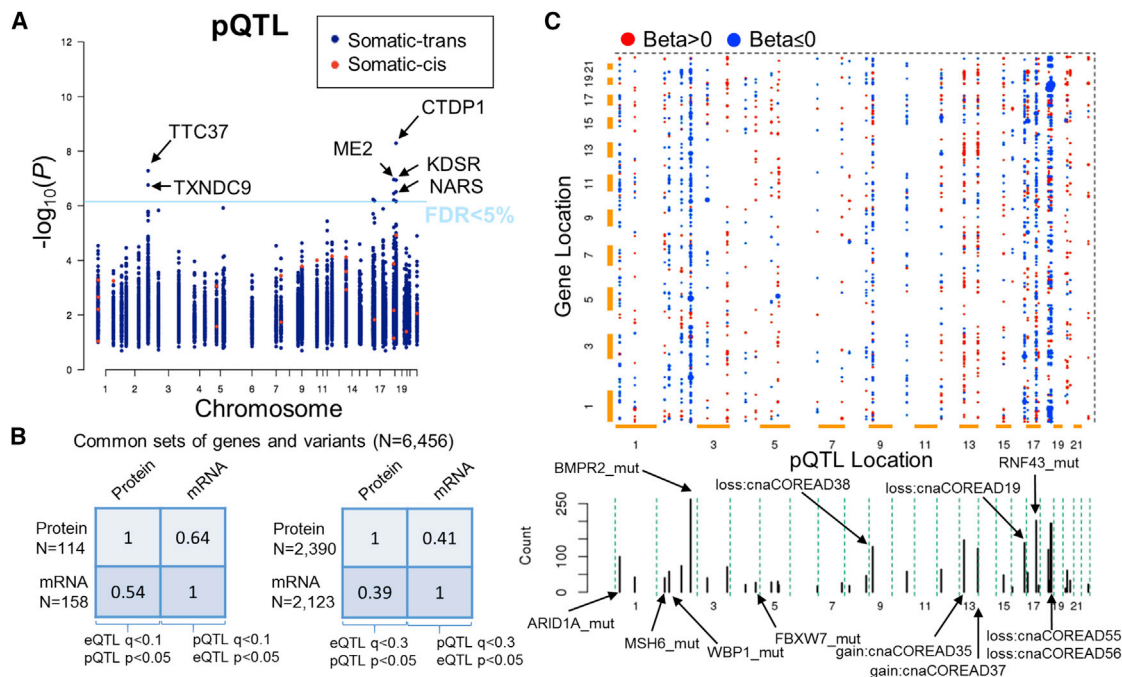 A
pQTL
Somatic-trans
Somatic-cis
12
10
8
6
4
2
0
-log10(P)
TTC37
TXNDC9
CTDP1
ME2
KDSR
NARS
FDR<5%
1 2 3 4 5 6 7 9 11 14 17 19
Chromosome
B
Common sets of genes and variants (N=6,456)
Protein mRNA
Protein N=114
1 0.64
mRNA N=158
0.54 1
eQTL q<0.1 pQTL q<0.1
pQTL p<0.05 eQTL p<0.05
Protein mRNA
Protein N=2,390
1 0.41
mRNA N=2,123
0.39 1
eQTL q<0.3 pQTL q<0.3
pQTL p<0.05 eQTL p<0.05
C
Beta>0 Beta≤0
21
19
17
15
13
11
9
7
5
3
1
Gene Location
1 3 5 7 9 11 13 15 17 19 21
pQTL Location
BMPR2_mut
loss:cnaCOREAD38
loss:cnaCOREAD19
RNF43_mut
250
100
0
Count
1 3 5 7 9 11 13 15 17 19 21
ARID1A_mut
MSH6_mut
WBP1_mut
FBXW7_mut
gain:cnaCOREAD35
gain:cnaCOREAD37
loss:cnaCOREAD55
loss:cnaCOREAD56